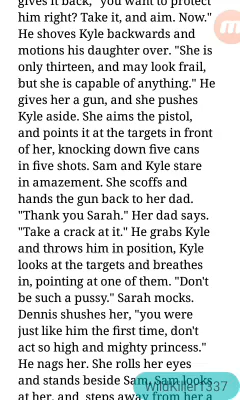 gives it back, "you want to protect
him right? Take it, and aim. Now."
He shoves Kyle backwards and
motions his daughter over. "She is
only thirteen, and may look frail,
but she is capable of anything." He
gives her a gun, and she pushes
Kyle aside. She aims the pistol,
and points it at the targets in front
of her, knocking down five cans
in five shots. Sam and Kyle stare
in amazement. She scoffs and
hands the gun back to her dad.
"Thank you Sarah." Her dad says.
"Take a crack at it." He grabs Kyle
and throws him in position, Kyle
looks at the targets and breathes
in, pointing at one of them. "Don't
be such a pussy." Sarah mocks.
Dennis shushes her, "you were
just like him the first time, don't
act so high and mighty princess."
He nags her. She rolls her eyes
and stands beside Sam, Sam looks
at her, and steps away from her a
WildKiller1337